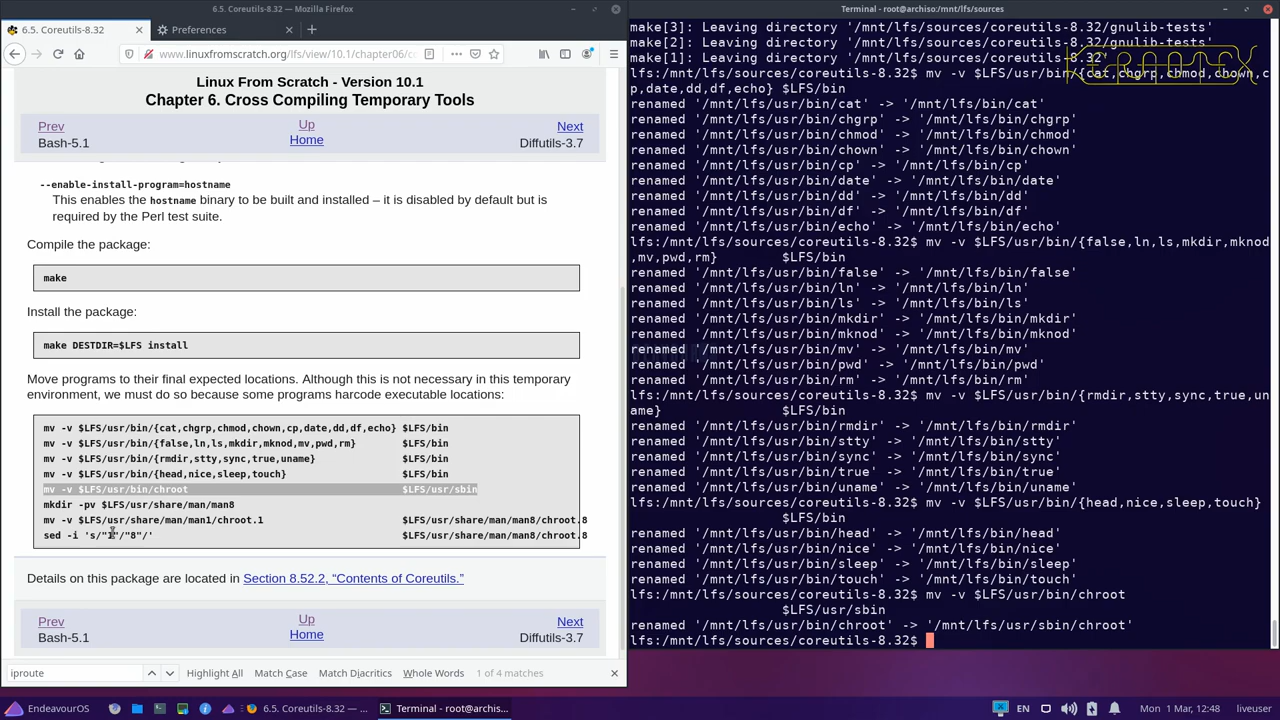 6.5. Coreutils-8.32 — Mozilla Firefox
6.5. Coreutils-8.32
Preferences
www.linuxfromscratch.org/lfs/view/10.1/chapter06/co
Linux From Scratch - Version 10.1
Chapter 6. Cross Compiling Temporary Tools
Prev
Up
Next
Bash-5.1
Home
Diffutils-3.7
--enable-install-program=hostname
This enables the hostname binary to be built and installed – it is disabled by default but is
required by the Perl test suite.
Compile the package:
make
Install the package:
make DESTDIR=$LFS install
Move programs to their final expected locations. Although this is not necessary in this temporary
environment, we must do so because some programs harcode executable locations:
mv -v $LFS/usr/bin/{cat,chgrp,chmod,chown,cp,date,dd,df,echo} $LFS/bin
mv -v $LFS/usr/bin/{false,ln,ls,mkdir,mknod,mv,pwd,rm} $LFS/bin
mv -v $LFS/usr/bin/{rmdir,stty,sync,true,uname} $LFS/bin
mv -v $LFS/usr/bin/{head,nice,sleep,touch} $LFS/bin
mv -v $LFS/usr/bin/chroot $LFS/usr/sbin
mkdir -pv $LFS/usr/share/man/man8
mv -v $LFS/usr/share/man/man1/chroot.1 $LFS/usr/share/man/man8/chroot.8
sed -i 's/"1"/"8"/' $LFS/usr/share/man/man8/chroot.8
Details on this package are located in Section 8.52.2, “Contents of Coreutils.”
Prev
Up
Next
Bash-5.1
Home
Diffutils-3.7
iproute
Highlight All
Match Case
Match Diacritics
Whole Words
1 of 4 matches
Terminal - root@archiso:/mnt/lfs/sources
make[3]: Leaving directory '/mnt/lfs/sources/coreutils-8.32/gnulib-tests'
make[2]: Leaving directory '/mnt/lfs/sources/coreutils-8.32/gnulib-tests'
make[1]: Leaving directory '/mnt/lfs/sources/coreutils-8.32'
lfs:/mnt/lfs/sources/coreutils-8.32$ mv -v $LFS/usr/bin/{cat,chgrp,chmod,chown,c
p,date,dd,df,echo} $LFS/bin
renamed '/mnt/lfs/usr/bin/cat' -> '/mnt/lfs/bin/cat'
renamed '/mnt/lfs/usr/bin/chgrp' -> '/mnt/lfs/bin/chgrp'
renamed '/mnt/lfs/usr/bin/chmod' -> '/mnt/lfs/bin/chmod'
renamed '/mnt/lfs/usr/bin/chown' -> '/mnt/lfs/bin/chown'
renamed '/mnt/lfs/usr/bin/cp' -> '/mnt/lfs/bin/cp'
renamed '/mnt/lfs/usr/bin/date' -> '/mnt/lfs/bin/date'
renamed '/mnt/lfs/usr/bin/dd' -> '/mnt/lfs/bin/dd'
renamed '/mnt/lfs/usr/bin/df' -> '/mnt/lfs/bin/df'
renamed '/mnt/lfs/usr/bin/echo' -> '/mnt/lfs/bin/echo'
lfs:/mnt/lfs/sources/coreutils-8.32$ mv -v $LFS/usr/bin/{false,ln,ls,mkdir,mknod
,mv,pwd,rm} $LFS/bin
renamed '/mnt/lfs/usr/bin/false' -> '/mnt/lfs/bin/false'
renamed '/mnt/lfs/usr/bin/ln' -> '/mnt/lfs/bin/ln'
renamed '/mnt/lfs/usr/bin/ls' -> '/mnt/lfs/bin/ls'
renamed '/mnt/lfs/usr/bin/mkdir' -> '/mnt/lfs/bin/mkdir'
renamed '/mnt/lfs/usr/bin/mknod' -> '/mnt/lfs/bin/mknod'
renamed '/mnt/lfs/usr/bin/mv' -> '/mnt/lfs/bin/mv'
renamed '/mnt/lfs/usr/bin/pwd' -> '/mnt/lfs/bin/pwd'
renamed '/mnt/lfs/usr/bin/rm' -> '/mnt/lfs/bin/rm'
lfs:/mnt/lfs/sources/coreutils-8.32$ mv -v $LFS/usr/bin/{rmdir,stty,sync,true,un
ame} $LFS/bin
renamed '/mnt/lfs/usr/bin/rmdir' -> '/mnt/lfs/bin/rmdir'
renamed '/mnt/lfs/usr/bin/stty' -> '/mnt/lfs/bin/stty'
renamed '/mnt/lfs/usr/bin/sync' -> '/mnt/lfs/bin/sync'
renamed '/mnt/lfs/usr/bin/true' -> '/mnt/lfs/bin/true'
renamed '/mnt/lfs/usr/bin/uname' -> '/mnt/lfs/bin/uname'
lfs:/mnt/lfs/sources/coreutils-8.32$ mv -v $LFS/usr/bin/{head,nice,sleep,touch}
$LFS/bin
renamed '/mnt/lfs/usr/bin/head' -> '/mnt/lfs/bin/head'
renamed '/mnt/lfs/usr/bin/nice' -> '/mnt/lfs/bin/nice'
renamed '/mnt/lfs/usr/bin/sleep' -> '/mnt/lfs/bin/sleep'
renamed '/mnt/lfs/usr/bin/touch' -> '/mnt/lfs/bin/touch'
lfs:/mnt/lfs/sources/coreutils-8.32$ mv -v $LFS/usr/bin/chroot
$LFS/usr/sbin
renamed '/mnt/lfs/usr/bin/chroot' -> '/mnt/lfs/usr/sbin/chroot'
lfs:/mnt/lfs/sources/coreutils-8.32$
EndeavourOS
6.5. Coreutils-8.32 — Mozilla Fi...
Terminal - root@archiso:/mnt/...
EN
Mon 1 Mar, 12:48
liveuser